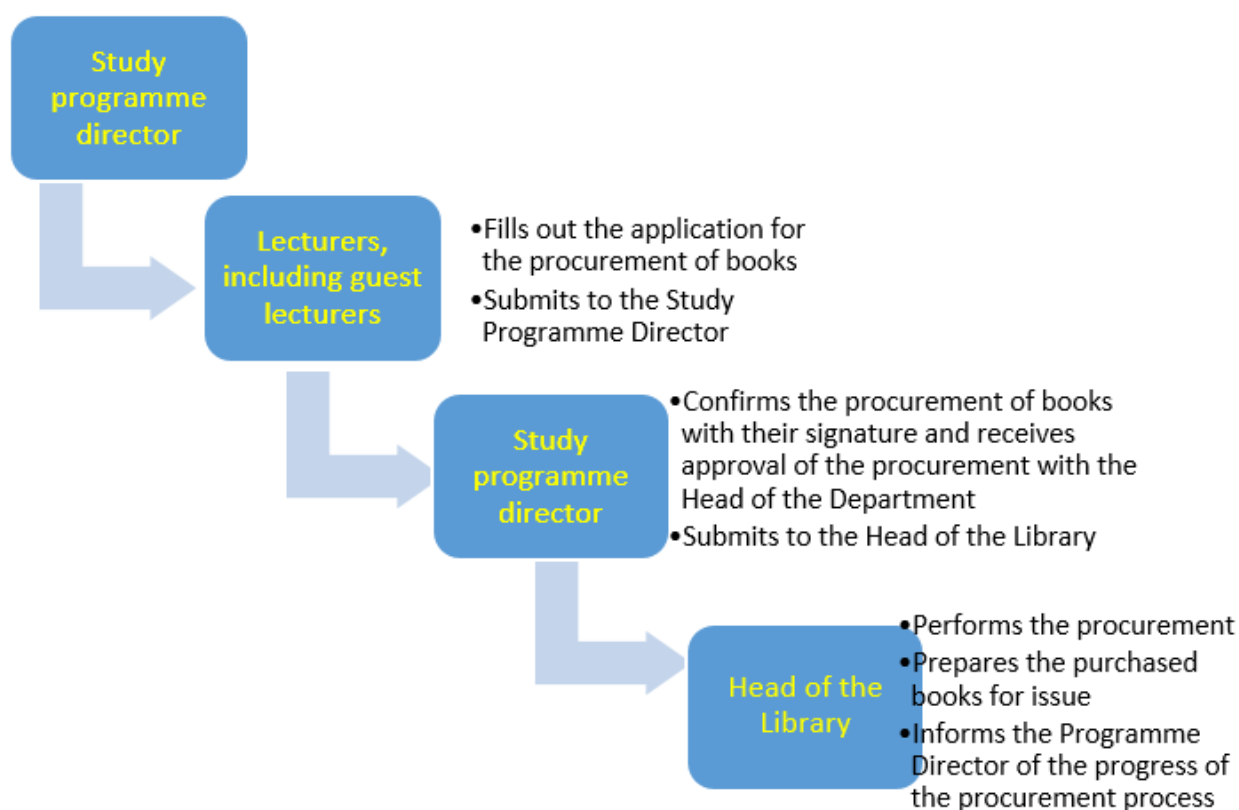 Study
programme
director
Lecturers,
including guest
lecturers
•Fills out the application for
the procurement of books
•Submits to the Study
Programme Director
Study
programme
director
•Confirms the procurement of books
with their signature and receives
approval of the procurement with the
Head of the Department
•Submits to the Head of the Library
Head of the
Library
•Performs the procurement
•Prepares the purchased
books for issue
•Informs the Programme
Director of the progress of
the procurement process